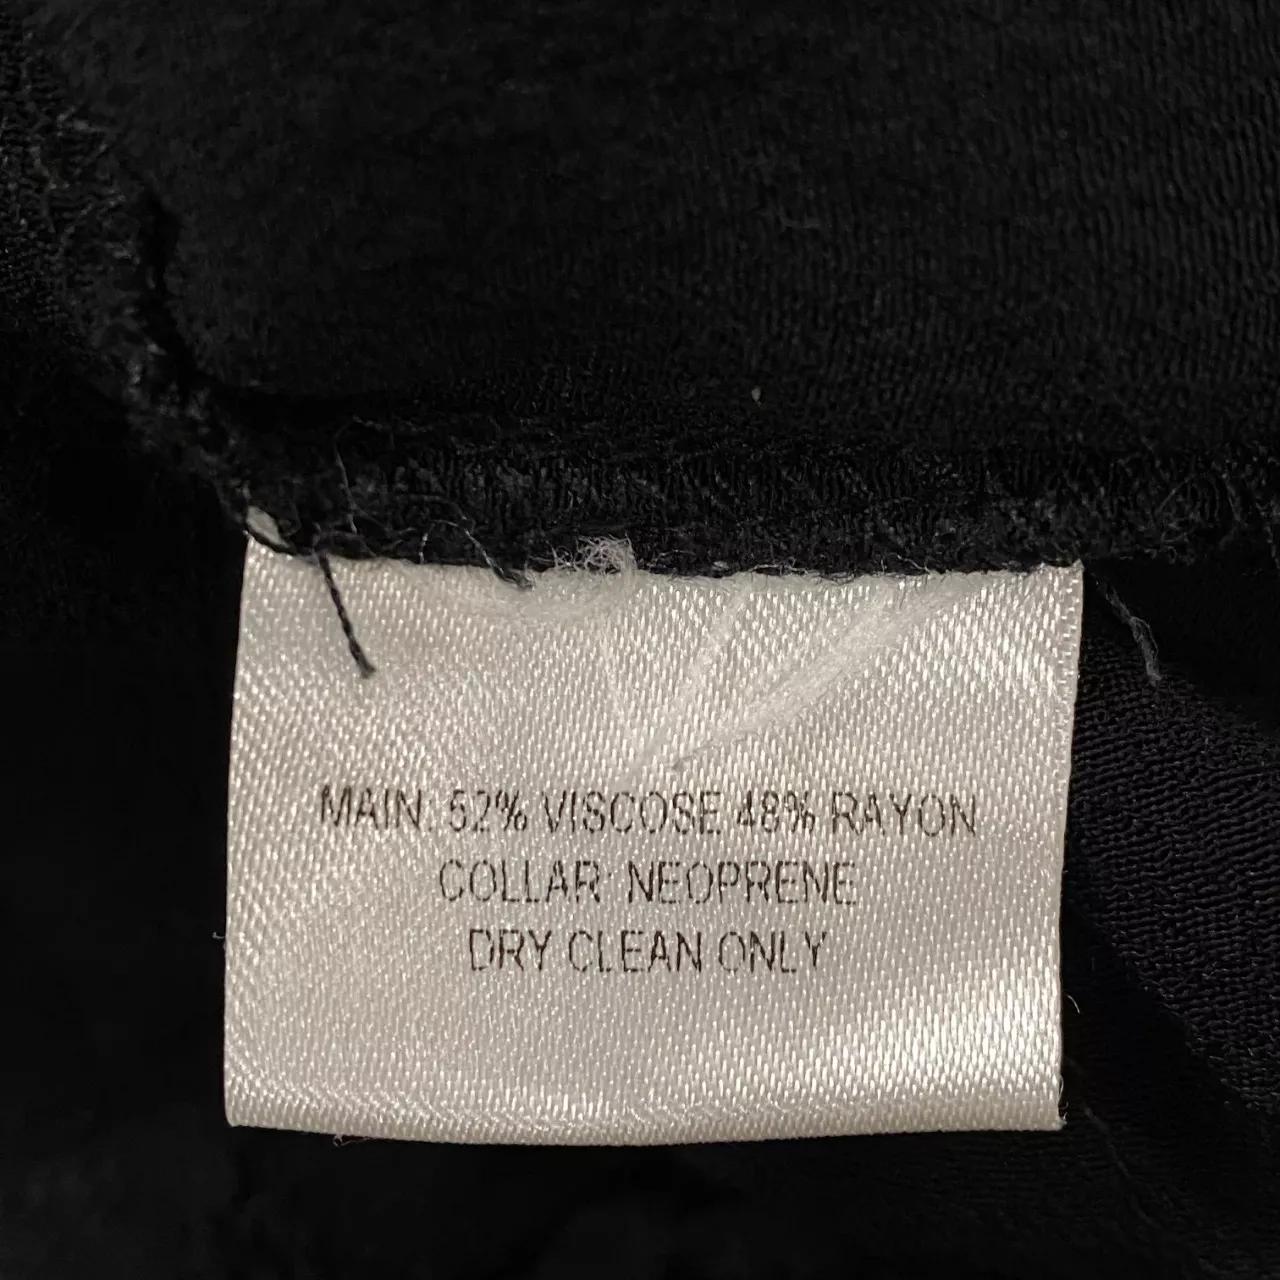 MAIN: 52% VISCOSE 48% RAYON
COLLAR: NEOPRENE
DRY CLEAN ONLY